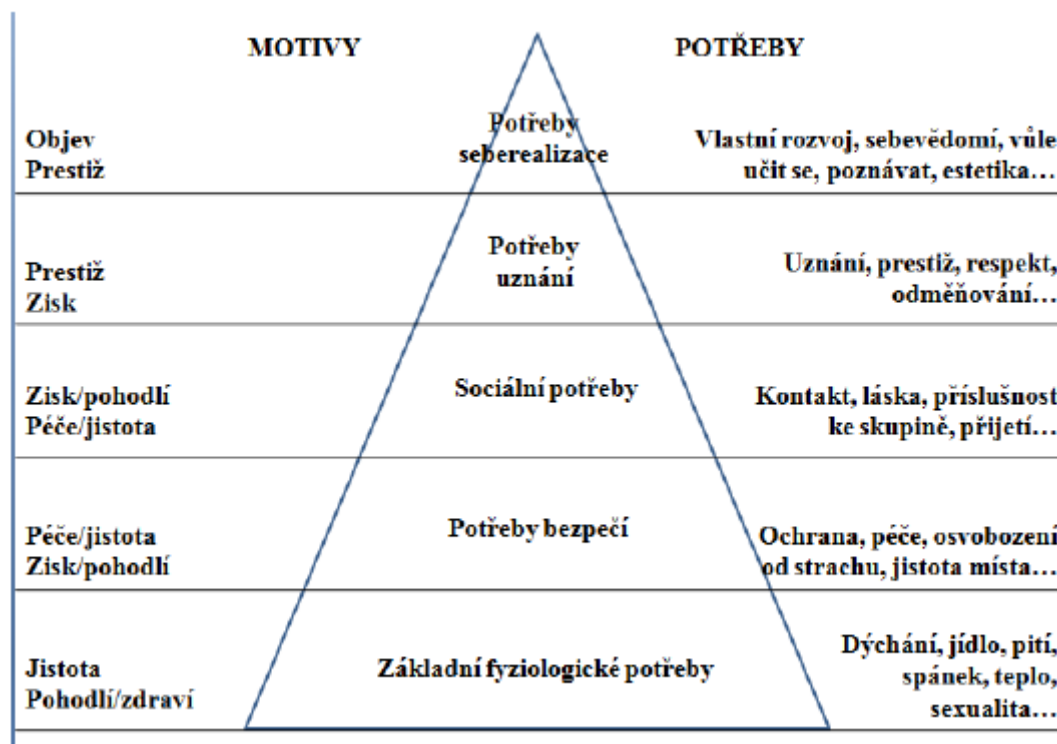 MOTIVY
POTŘEBY
Objev
Prestiž
Potřeby
seberealizace
Vlastní rozvoj, sebevědomí, vůle
učit se, poznávat, estetika…
Prestiž
Zisk
Potřeby
uznání
Uznání, prestiž, respekt,
odměňování…
Zisk/pohodlí
Péče/jistota
Sociální potřeby
Kontakt, láska, příslušnost
ke skupině, přijetí…
Péče/jistota
Zisk/pohodlí
Potřeby bezpečí
Ochrana, péče, osvobození
od strachu, jistota místa…
Jistota
Pohodlí/zdraví
Základní fyziologické potřeby
Dýchání, jídlo, pití,
spánek, teplo,
sexualita…